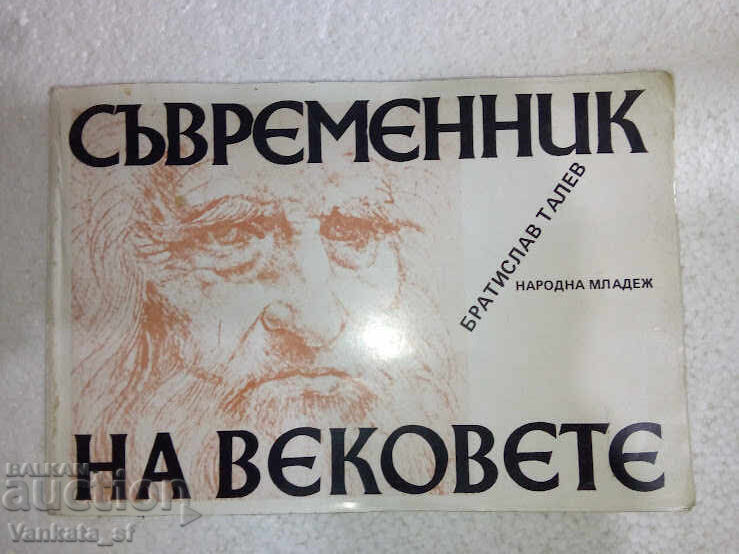 СЪВРЕМЕННИК
БРАТИСЛАВ ТАЛЕВ
НАРОДНА МЛАДЕЖ
НА ВЕКОВЕТЕ
BALKAN
auction
Vankata_sf